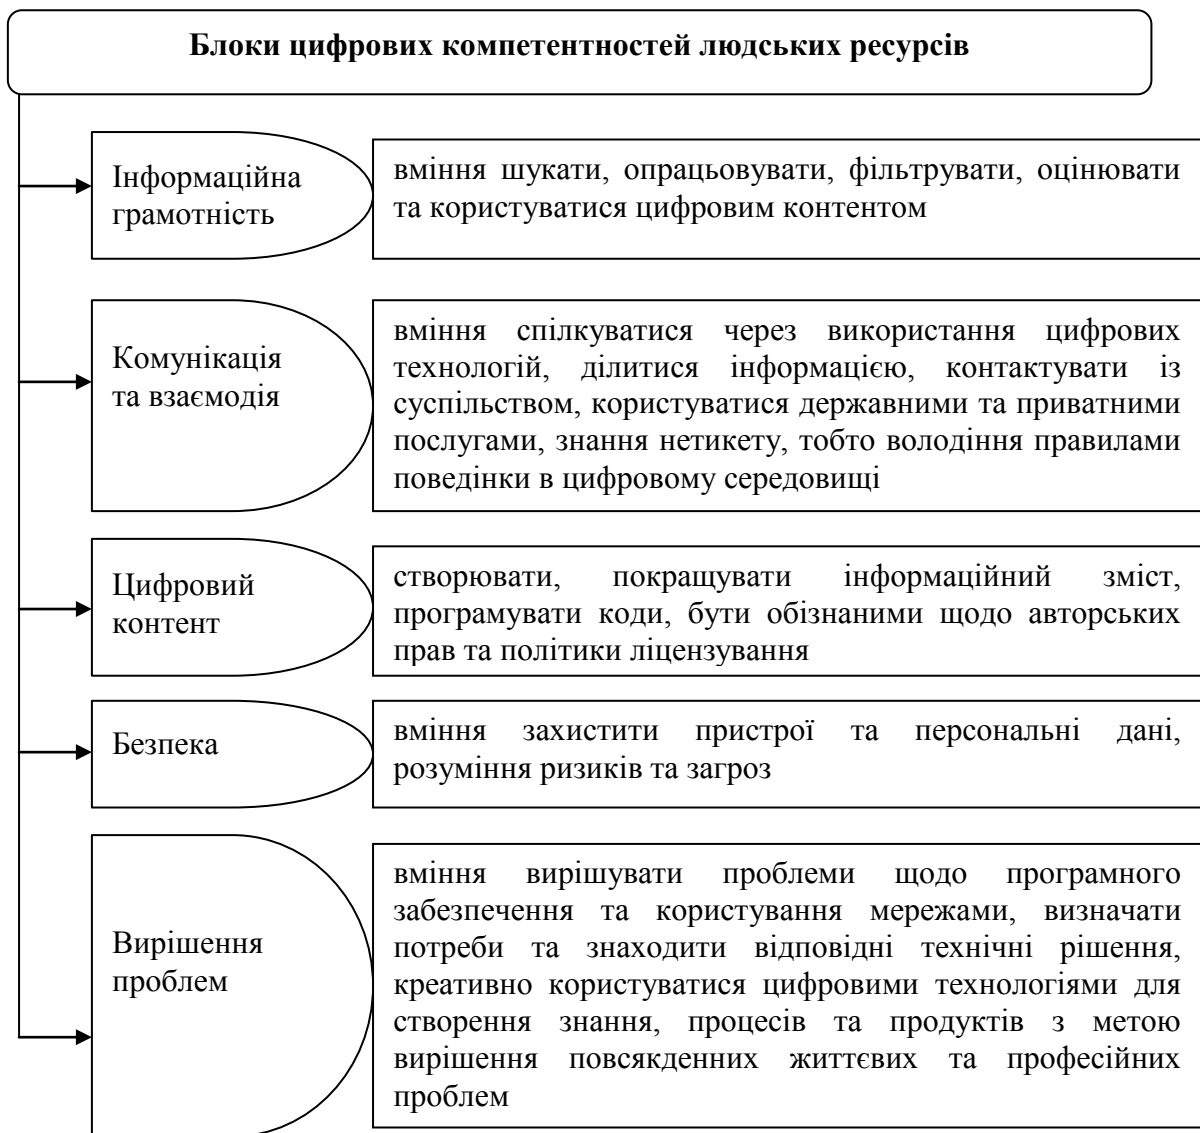 Блоки цифрових компетентностей людських ресурсів
Інформаційна
грамотність
вміння шукати, опрацьовувати, фільтрувати, оцінювати
та користуватися цифровим контентом
Комунікація
та взаємодія
вміння спілкуватися через використання цифрових
технологій, ділитися інформацією, контактувати із
суспільством, користуватися державними та приватними
послугами, знання нетикету, тобто володіння правилами
поведінки в цифровому середовищі
Цифровий
контент
створювати, покращувати інформаційний зміст,
програмувати коди, бути обізнаними щодо авторських
прав та політики ліцензування
Безпека
вміння захистити пристрої та персональні дані,
розуміння ризиків та загроз
Вирішення
проблем
вміння вирішувати проблеми щодо програмного
забезпечення та користування мережами, визначати
потреби та знаходити відповідні технічні рішення,
креативно користуватися цифровими технологіями для
створення знання, процесів та продуктів з метою
вирішення повсякденних життєвих та професійних
проблем